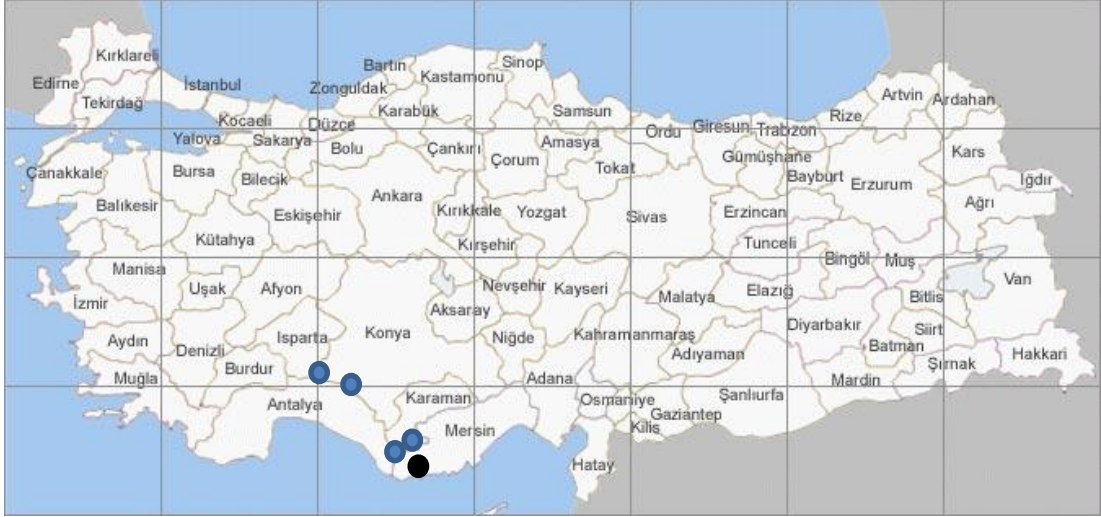 Kırklareli
Edirne
Tekirdağ
İstanbul
Kocaeli
Yalova
Sakarya
Düzce
Zonguldak
Bartın
Karabük
Kastamonu
Sinop
Samsun
Ordu
Giresun
Trabzon
Rize
Artvin
Ardahan
Çanakkale
Bursa
Bilecik
Bolu
Çankırı
Çorum
Amasya
Tokat
Gümüşhane
Bayburt
Erzurum
Kars
Iğdır
Ağrı
Balıkesir
Kütahya
Eskişehir
Ankara
Kırıkkale
Yozgat
Kırşehir
Sivas
Erzincan
Tunceli
Bingöl
Muş
Manisa
İzmir
Uşak
Afyon
Aksaray
Nevşehir
Kayseri
Malatya
Elazığ
Bitlis
Van
Aydın
Denizli
Isparta
Konya
Niğde
Kahramanmaraş
Adıyaman
Diyarbakır
Batman
Siirt
Şırnak
Hakkari
Muğla
Burdur
Antalya
Karaman
Mersin
Adana
Osmaniye
Gaziantep
Kilis
Şanlıurfa
Mardin
Hatay